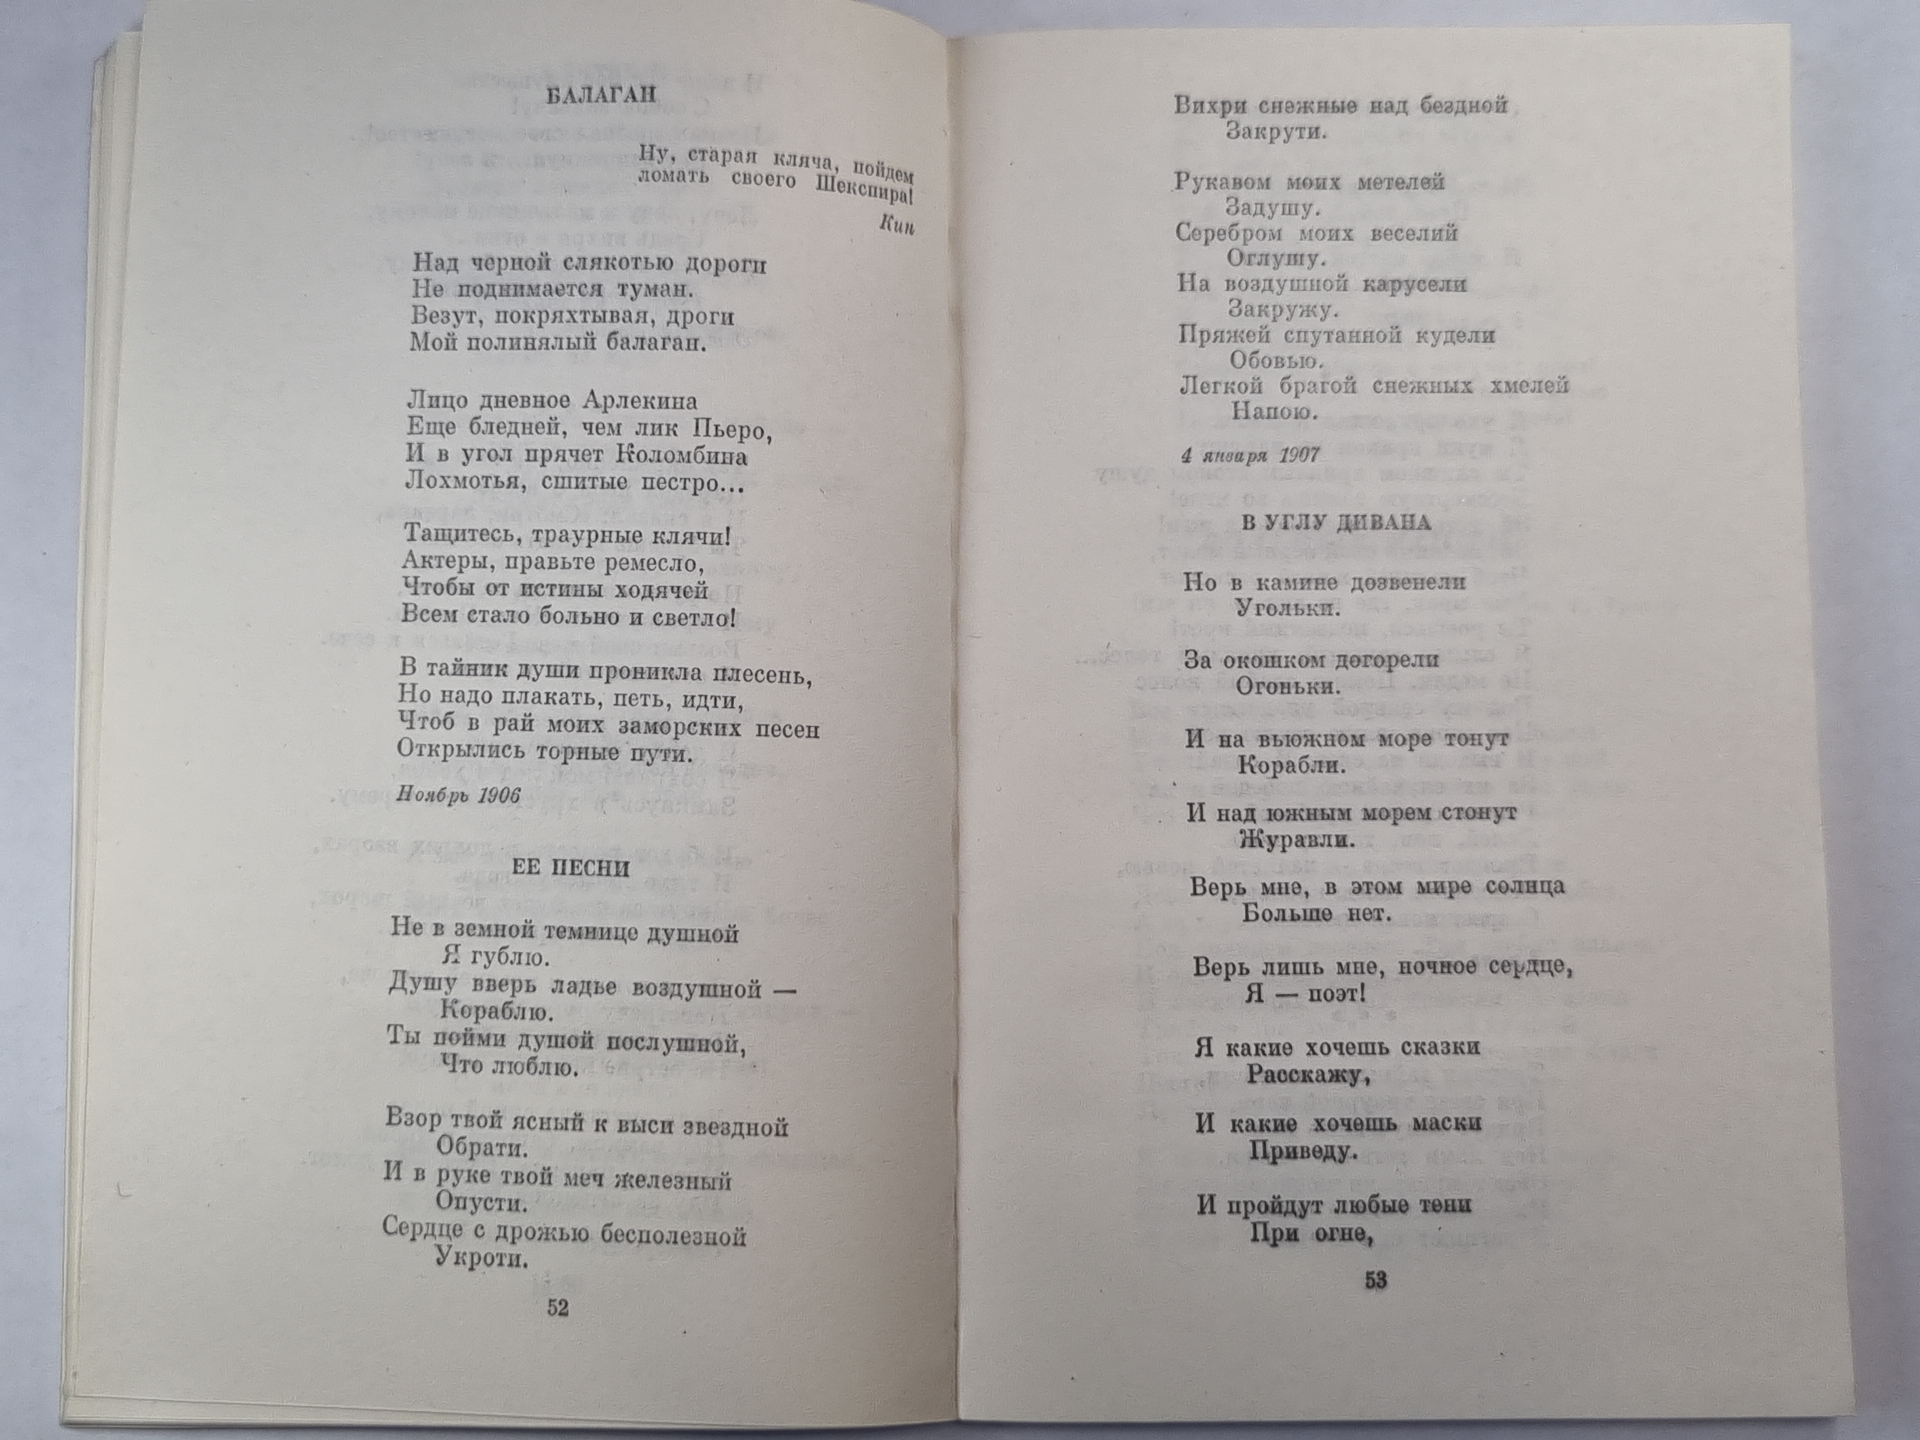 БАЛАГАН
Ну, старая кляча, пойдем
ломать своего Шекспира!
Кин
Над черной слякотью дороги
Не поднимается туман.
Везут, покряхтывая, дроги
Мой полинялый балаган.
Лицо дневное Арлекина
Еще бледней, чем лик Пьеро,
И в угол прячет Коломбина
Лохмотья, сшитые пестро...
Тащитесь, траурные клячи!
Актеры, правьте ремесло,
Чтобы от истины ходячей
Всем стало больно и светло!
В тайник души проникла плесень,
Но надо плакать, петь, идти,
Чтоб в рай моих заморских песен
Открылись торные пути.
Ноябрь 1906
ЕЕ ПЕСНИ
Не в земной темнице душной
Я гублю.
Душу вверь ладье воздушной —
Кораблю.
Ты пойми душой послушной,
Что люблю.
Взор твой ясный к выси звездной
Обрати.
И в руке твой меч железный
Опусти.
Сердце с дрожью бесполезной
Укроти.
52
Вихри снежные над бездной
Закрути.
Рукавом моих метелей
Задушу.
Серебром моих веселий
Оглушу.
На воздушной карусели
Закружу.
Пряжей спутанной кудели
Обовью.
Легкой брагой снежных хмелей
Напою.
4 января 1907
В УГЛУ ДИВАНА
Но в камине дозвенели
Угольки.
За окошком догорели
Огоньки.
И на вьюжном море тонут
Корабли.
И над южным морем стонут
Журавли.
Верь мне, в этом мире солнца
Больше нет.
Верь лишь мне, ночное сердце,
Я — поэт!
Я какие хочешь сказки
Расскажу,
И какие хочешь маски
Приведу.
И пройдут любые тени
При огне,
53